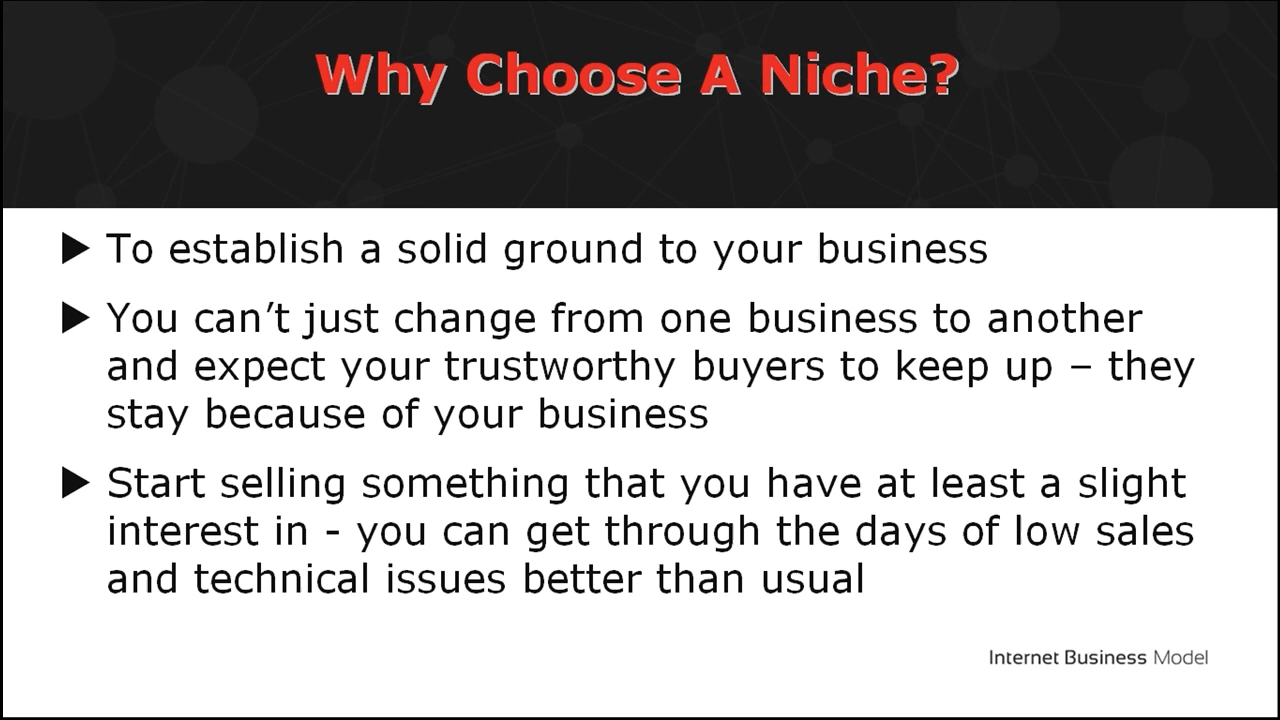 Why Choose A Niche?
▶ To establish a solid ground to your business
▶ You can’t just change from one business to another
and expect your trustworthy buyers to keep up – they
stay because of your business
▶ Start selling something that you have at least a slight
interest in - you can get through the days of low sales
and technical issues better than usual
Internet Business Model